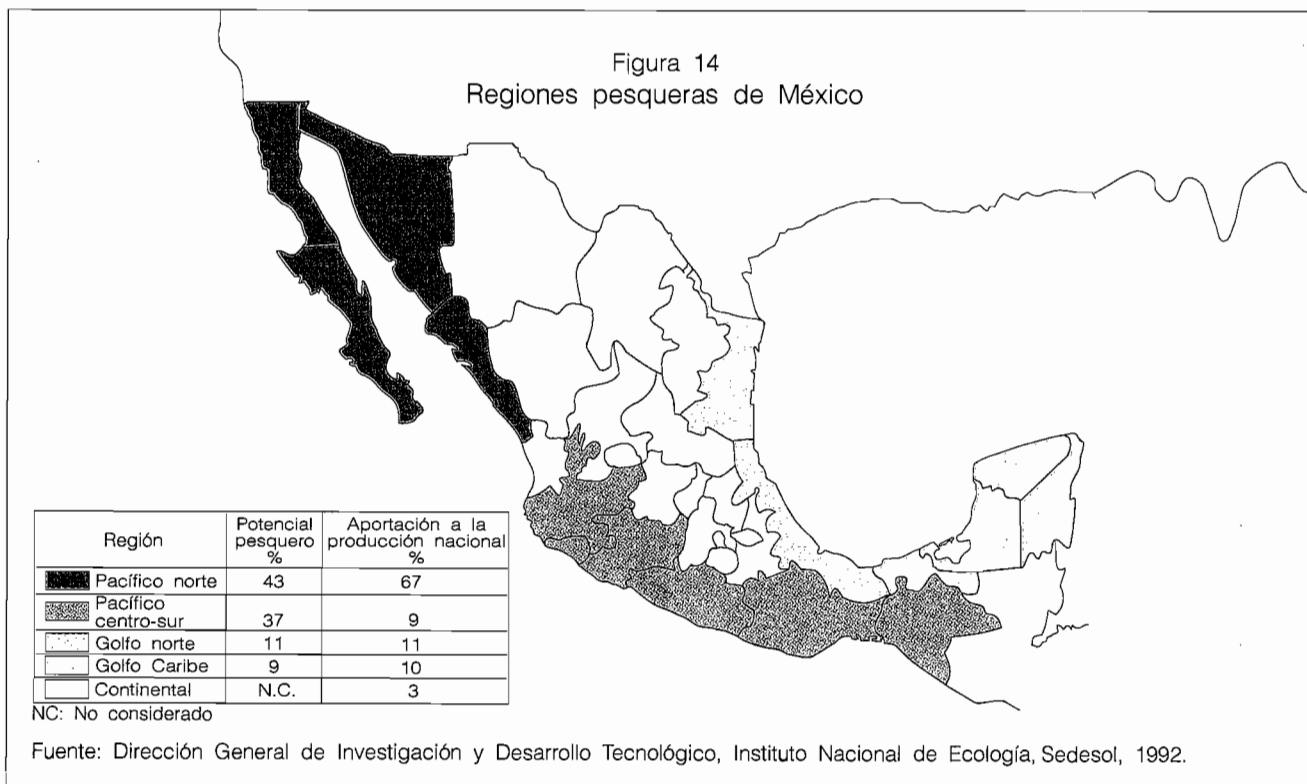 Figura 14
Regiones pesqueras de México
Región Potencial pesquero % Aportación a la producción nacional %
Pacífico norte 43 67
Pacífico centro-sur 37 9
Golfo norte 11 11
Golfo Caribe 9 10
Continental N.C. 3
NC: No considerado
Fuente: Dirección General de Investigación y Desarrollo Tecnológico, Instituto Nacional de Ecología, Sedesol, 1992.